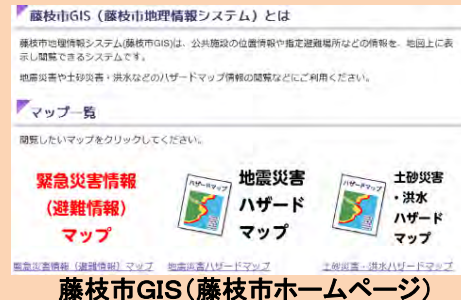 藤枝市GIS（藤枝市地理情報システム）とは
藤枝市地理情報システム(藤枝市GIS)は、公共施設の位置情報や指定避難場所などの情報を、地図上に表
示し閲覧できるシステムです。
地震災害や土砂災害・洪水などのハザードマップ情報の閲覧などにご利用ください。
マップ一覧
閲覧したいマップをクリックしてください。
緊急災害情報
（避難情報）
マップ
ハザードマップ
地震災害
ハザード
マップ
ハザードマップ
土砂災害
・洪水
ハザード
マップ
緊急災害情報（避難情報）マップ
地震災害ハザードマップ
土砂災害・洪水ハザードマップ
藤枝市GIS（藤枝市ホームページ）